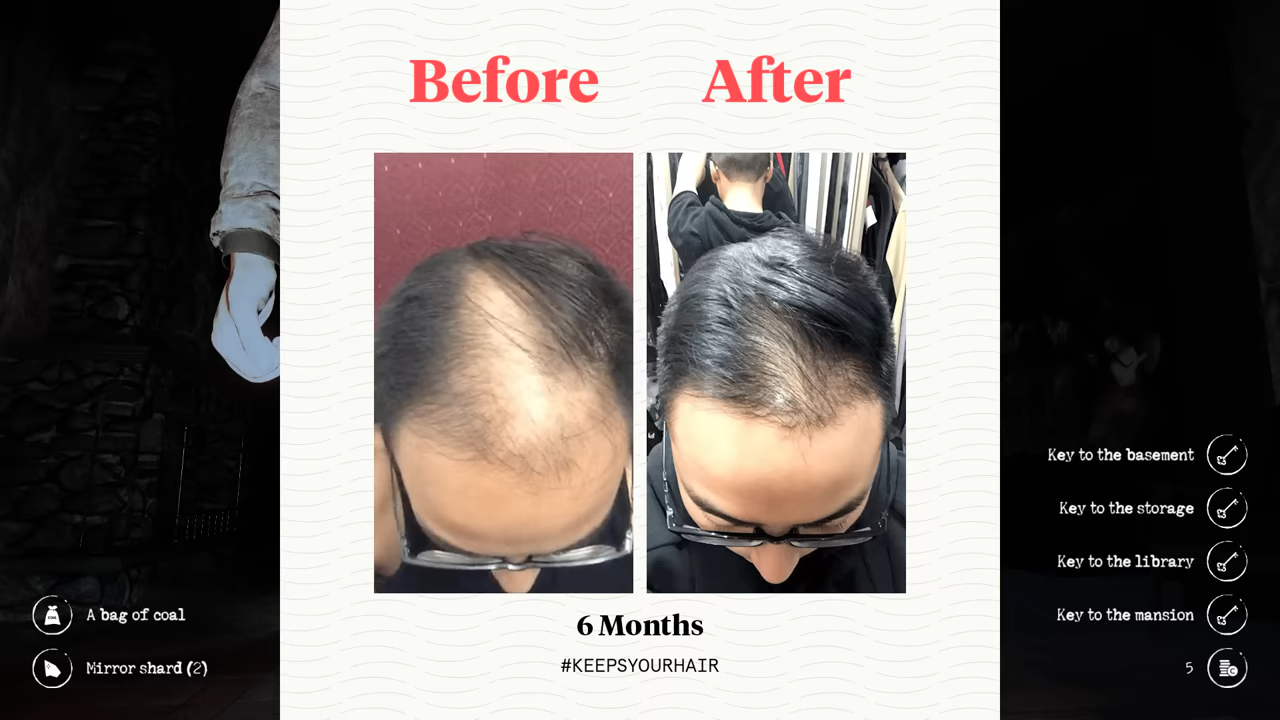 Before After
6 Months
#KEEPSYOURHAIR
A bag of coal
Mirror shard (2)
Key to the basement
Key to the storage
Key to the library
Key to the mansion
5